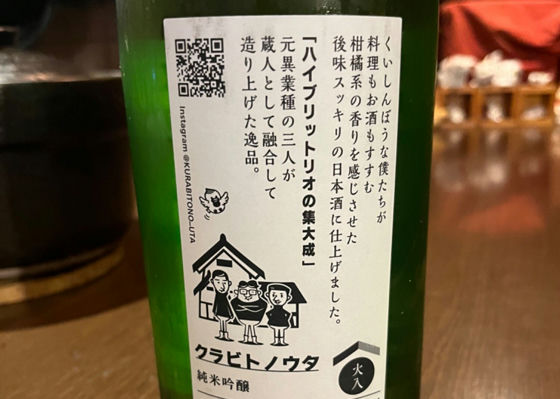 くいしんぼうな僕たちが
料理もお酒もすすむ
柑橘系の香りを感じさせた
後味スッキリの日本酒に仕上げました。
「ハイブリットリオの集大成」
元異業種の三人が
蔵人として融合して
造り上げた逸品。
Instagram @KURABITONO_UTA
クラビトノウタ
純米吟醸
火入